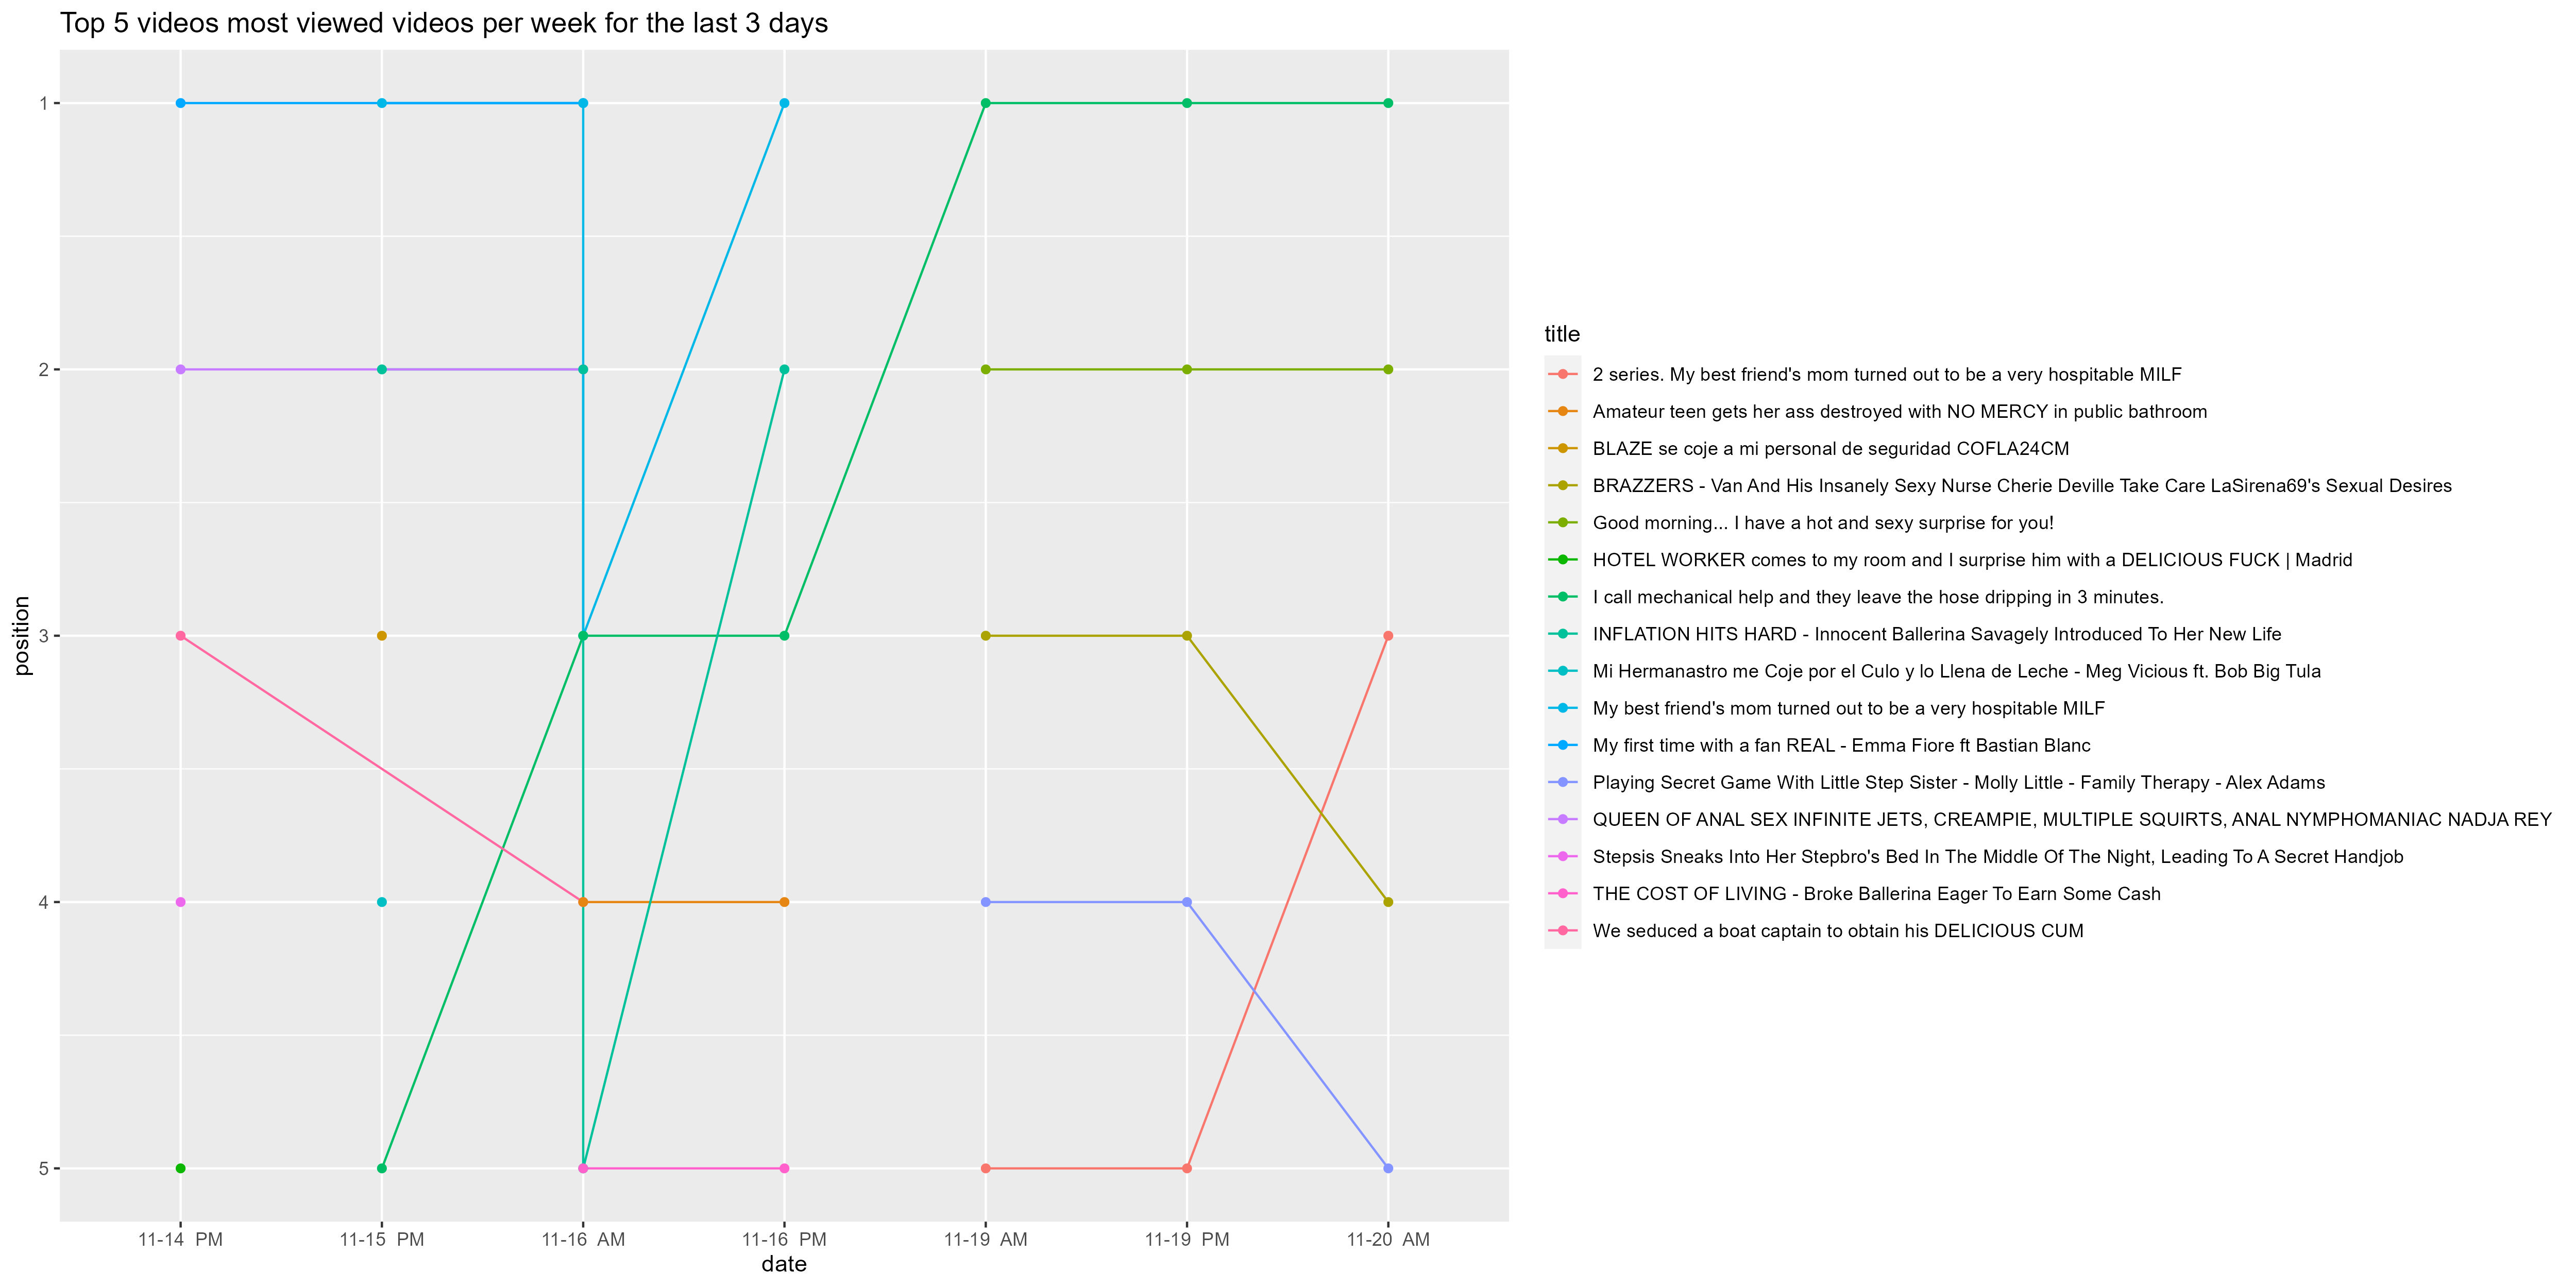 Top 5 videos most viewed videos per week for the last 3 days
position
1
2
3
4
5
11-14 PM
11-15 PM
11-16 AM
11-16 PM
11-19 AM
11-19 PM
11-20 AM
date
title
2 series. My best friend's mom turned out to be a very hospitable MILF
Amateur teen gets her ass destroyed with NO MERCY in public bathroom
BLAZE se coje a mi personal de seguridad COFLA24CM
BRAZZERS - Van And His Insanely Sexy Nurse Cherie Deville Take Care LaSirena69's Sexual Desires
Good morning... I have a hot and sexy surprise for you!
HOTEL WORKER comes to my room and I surprise him with a DELICIOUS FUCK | Madrid
I call mechanical help and they leave the hose dripping in 3 minutes.
INFLATION HITS HARD - Innocent Ballerina Savagely Introduced To Her New Life
Mi Hermanastro me Coje por el Culo y lo Llena de Leche - Meg Vicious ft. Bob Big Tula
My best friend's mom turned out to be a very hospitable MILF
My first time with a fan REAL - Emma Fiore ft Bastian Blanc
Playing Secret Game With Little Step Sister - Molly Little - Family Therapy - Alex Adams
QUEEN OF ANAL SEX INFINITE JETS, CREAMPIE, MULTIPLE SQUIRTS, ANAL NYMPHOMANIAC NADJA REY
Stepsis Sneaks Into Her Stepbro's Bed In The Middle Of The Night, Leading To A Secret Handjob
THE COST OF LIVING - Broke Ballerina Eager To Earn Some Cash
We seduced a boat captain to obtain his DELICIOUS CUM